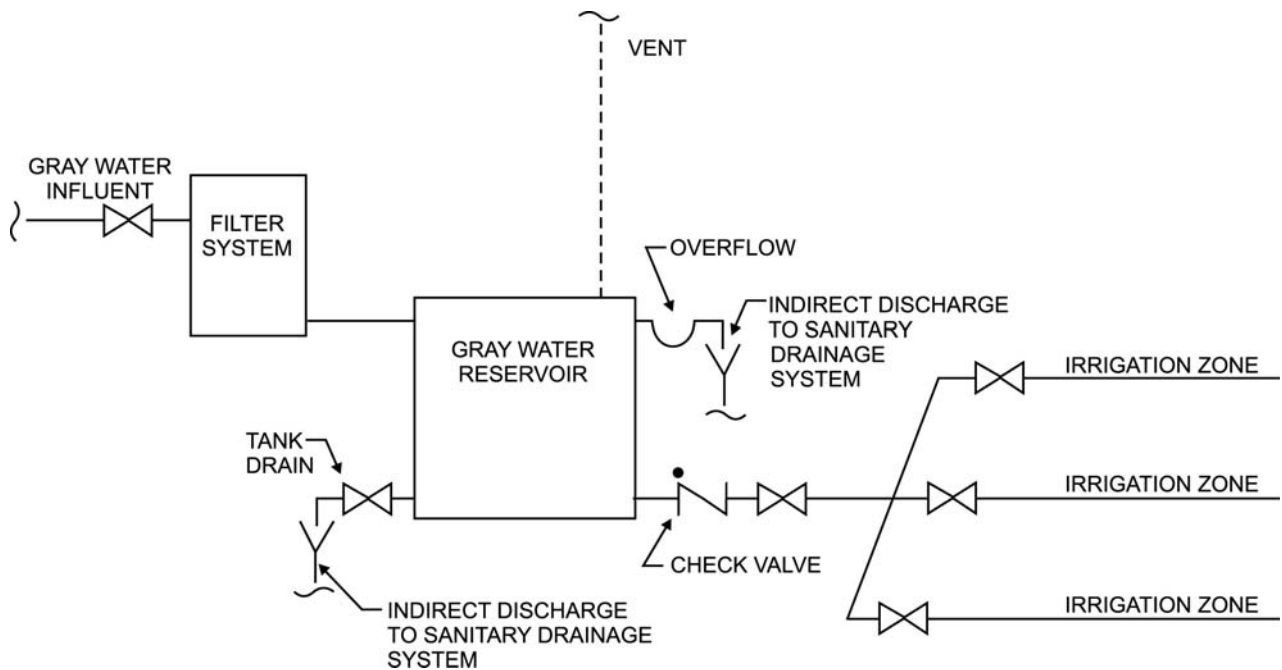 VENT
GRAY WATER
INFLUENT
FILTER
SYSTEM
OVERFLOW
INDIRECT DISCHARGE
TO SANITARY
DRAINAGE
SYSTEM
GRAY WATER
RESERVOIR
IRRIGATION ZONE
TANK
DRAIN
IRRIGATION ZONE
CHECK VALVE
INDIRECT DISCHARGE
TO SANITARY DRAINAGE
SYSTEM
IRRIGATION ZONE